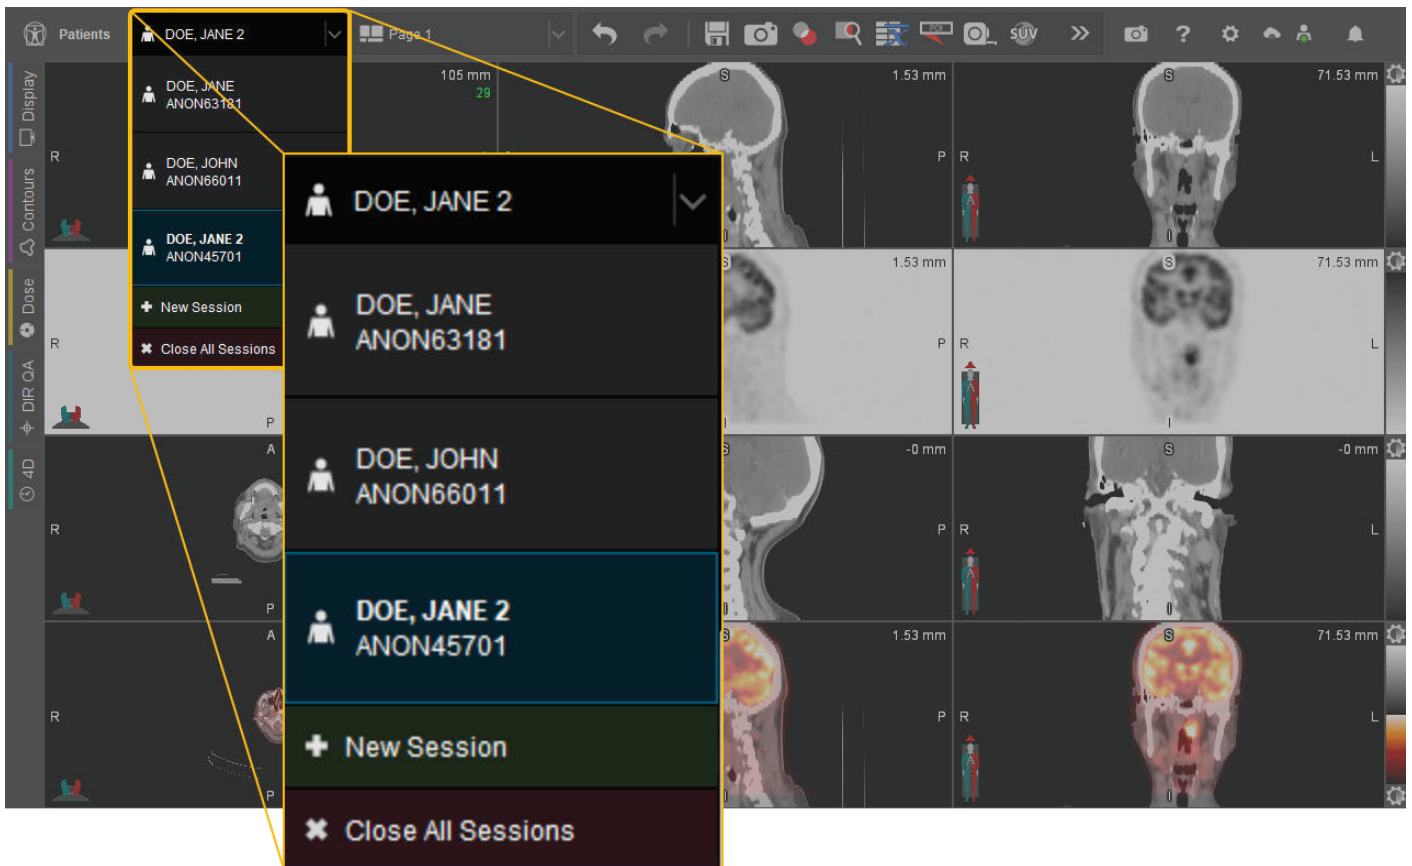 Patients
DOE, JANE 2
Page 1
POI
SUV
?
Display
Contours
Dose
DIR QA
4D
DOE, JANE
ANON63181
DOE, JOHN
ANON66011
DOE, JANE 2
ANON45701
New Session
Close All Sessions
105 mm
29
R
S
1.53 mm
P
I
S
71.53 mm
R
L
A
I
R
P
1.53 mm
P
S
71.53 mm
R
L
A
I
A
R
P
S
-0 mm
P
I
S
-0 mm
R
L
A
I
A
R
P
S
1.53 mm
P
I
S
71.53 mm
R
L
A
I
DOE, JANE 2
DOE, JANE
ANON63181
DOE, JOHN
ANON66011
DOE, JANE 2
ANON45701
New Session
Close All Sessions